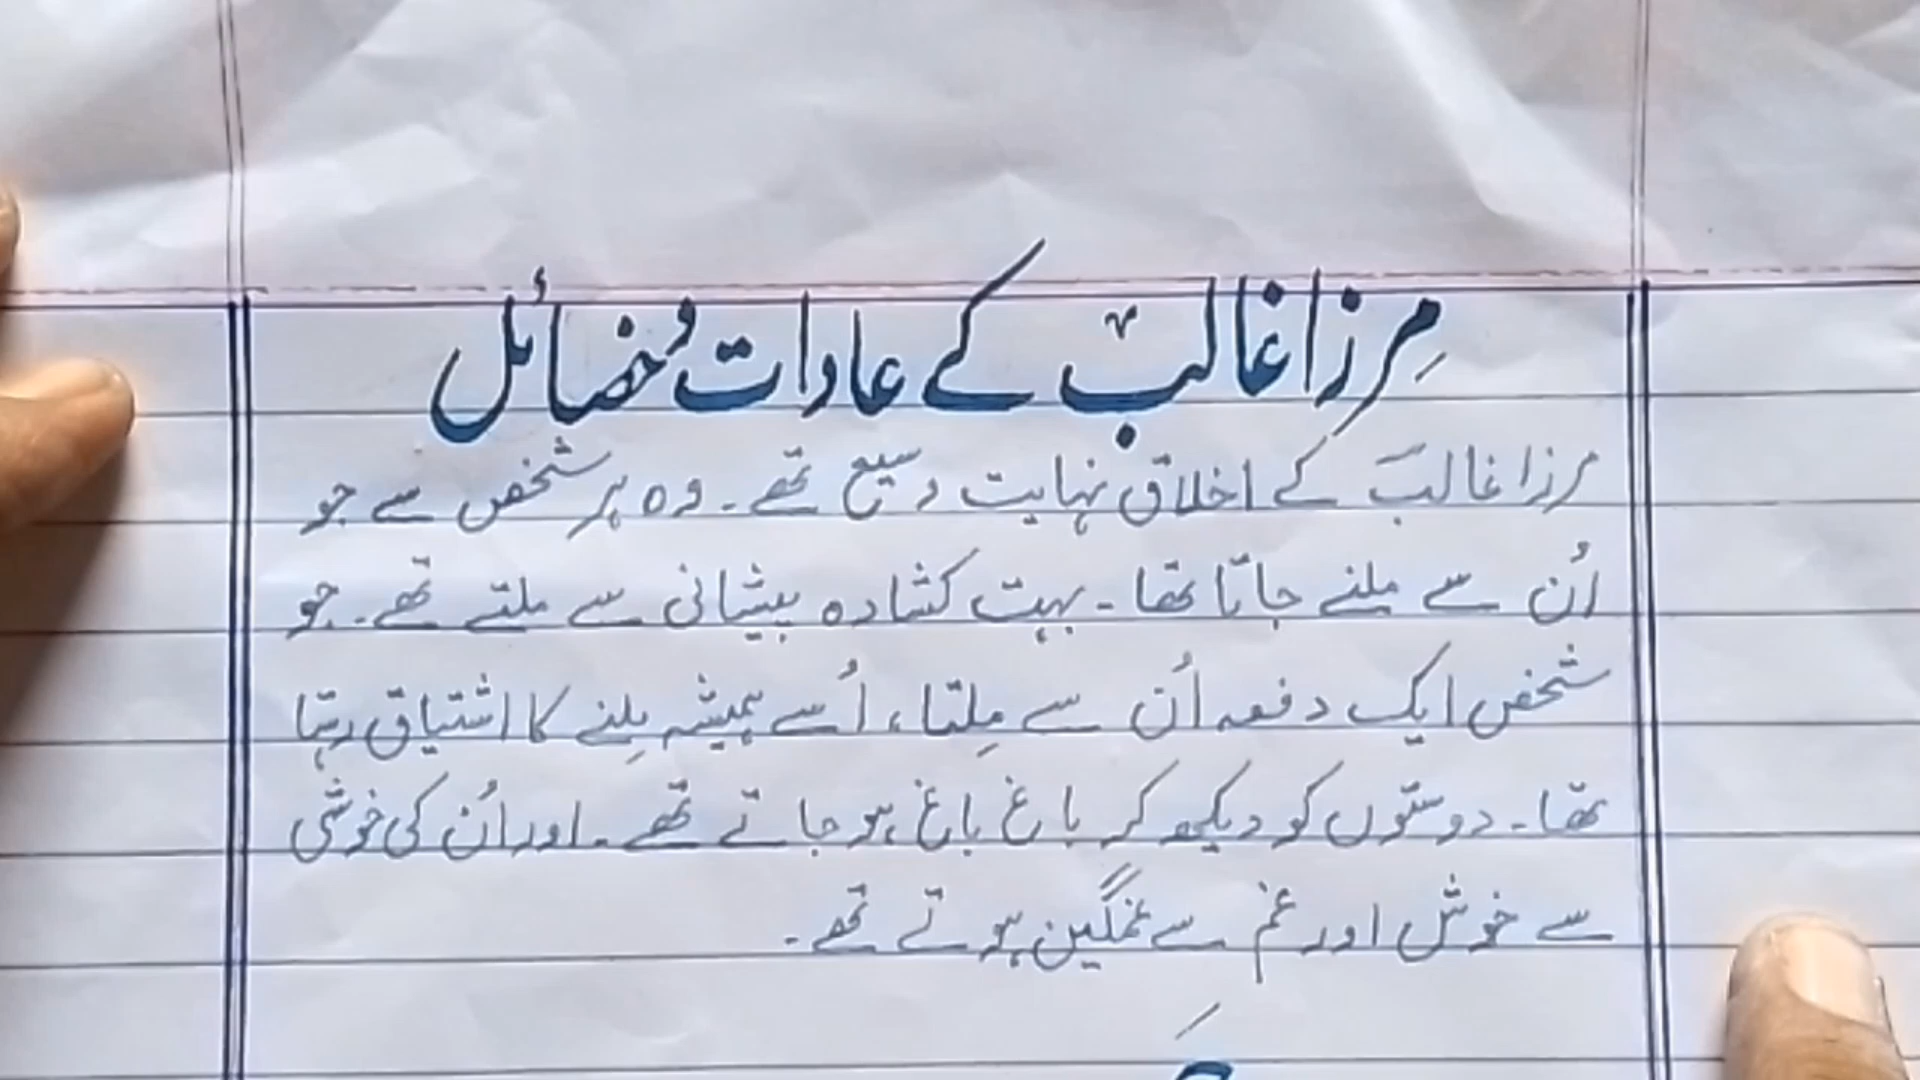 مِرزا غالبؔ کے عادات وُخضائل
مرزا غالبؔ کے اخلاق نہایت وسیع تھے۔ وہ ہر شخص سے جو
اُن سے ملنے جاتا تھا۔ بہت کشادہ پیشانی سے ملتے تھے۔ جو
شخص ایک دفعہ اُن سے مِلتا، اُسے ہمیشہ مِلنے کا اشتیاق رہتا
تھا۔ دوستوں کو دیکھ کر باغ باغ ہو جاتے تھے۔ اور اُن کی خوشی
سے خوش اور غم سے غمگین ہوتے تھے۔